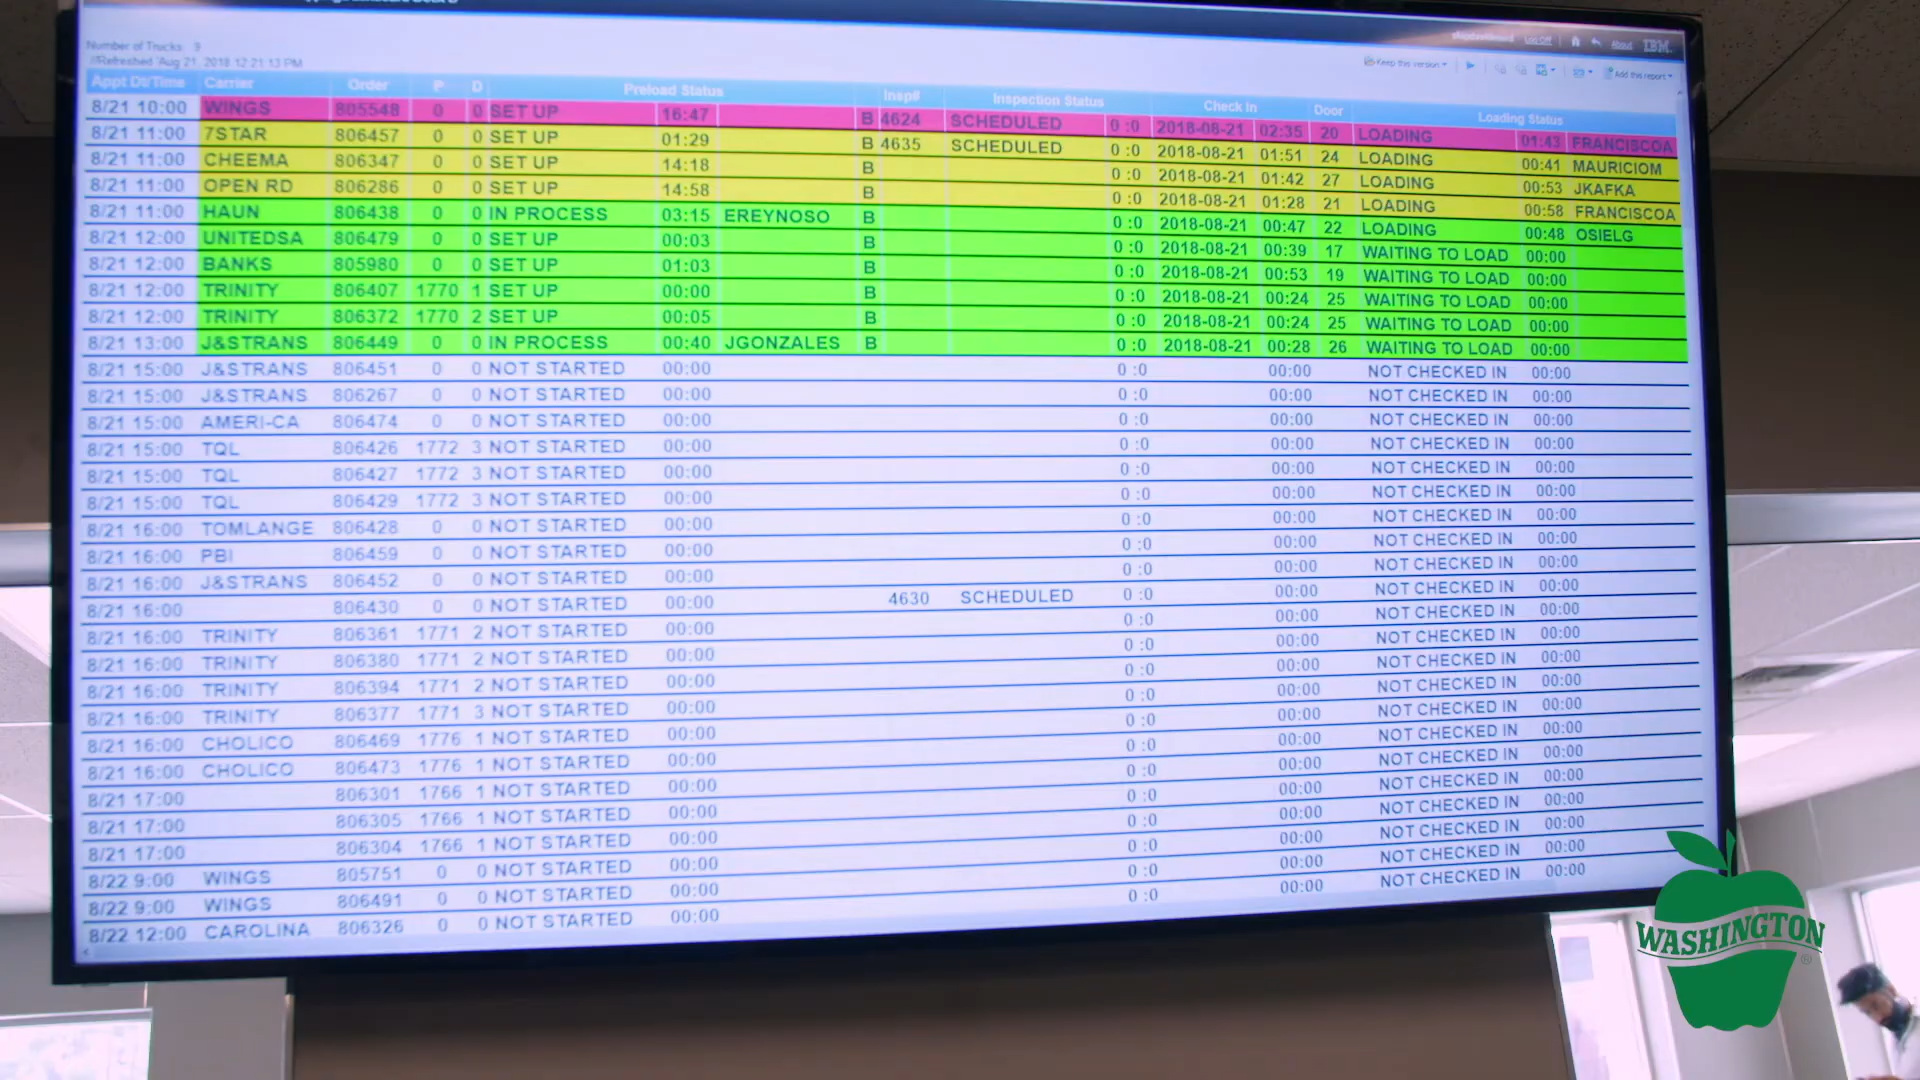 Number of Trucks: 9
//Refreshed 'Aug 21, 2018 12:21:13 PM
Log Off About IBM.
Keep this version Add this report
Appt Dt/Time Carrier Order P D Preload Status Insp# Inspection Status Check In Door Loading Status
8/21 10:00 WINGS 805548 0 0 SET UP 16:47 B 4624 SCHEDULED 0 :0 2018-08-21 02:35 20 LOADING 01:43 FRANCISCOA
8/21 11:00 7STAR 806457 0 0 SET UP 01:29 B 4635 SCHEDULED 0 :0 2018-08-21 01:51 24 LOADING 00:41 MAURICIOM
8/21 11:00 CHEEMA 806347 0 0 SET UP 14:18 B 0 :0 2018-08-21 01:42 27 LOADING 00:53 JKAFKA
8/21 11:00 OPEN RD 806286 0 0 SET UP 14:58 B 0 :0 2018-08-21 01:28 21 LOADING 00:58 FRANCISCOA
8/21 11:00 HAUN 806438 0 0 IN PROCESS 03:15 EREYNOSO B 0 :0 2018-08-21 00:47 22 LOADING 00:48 OSIELG
8/21 12:00 UNITEDSA 806479 0 0 SET UP 00:03 B 0 :0 2018-08-21 00:39 17 WAITING TO LOAD 00:00
8/21 12:00 BANKS 805980 0 0 SET UP 01:03 B 0 :0 2018-08-21 00:53 19 WAITING TO LOAD 00:00
8/21 12:00 TRINITY 806407 1770 1 SET UP 00:00 B 0 :0 2018-08-21 00:24 25 WAITING TO LOAD 00:00
8/21 12:00 TRINITY 806372 1770 2 SET UP 00:05 B 0 :0 2018-08-21 00:24 25 WAITING TO LOAD 00:00
8/21 13:00 J&STRANS 806449 0 0 IN PROCESS 00:40 JGONZALES B 0 :0 2018-08-21 00:28 26 WAITING TO LOAD 00:00
8/21 15:00 J&STRANS 806451 0 0 NOT STARTED 00:00 0 :0 00:00 NOT CHECKED IN 00:00
8/21 15:00 J&STRANS 806267 0 0 NOT STARTED 00:00 0 :0 00:00 NOT CHECKED IN 00:00
8/21 15:00 AMERI-CA 806474 0 0 NOT STARTED 00:00 0 :0 00:00 NOT CHECKED IN 00:00
8/21 15:00 TQL 806426 1772 3 NOT STARTED 00:00 0 :0 00:00 NOT CHECKED IN 00:00
8/21 15:00 TQL 806427 1772 3 NOT STARTED 00:00 0 :0 00:00 NOT CHECKED IN 00:00
8/21 15:00 TQL 806429 1772 3 NOT STARTED 00:00 0 :0 00:00 NOT CHECKED IN 00:00
8/21 16:00 TOMLANGE 806428 0 0 NOT STARTED 00:00 0 :0 00:00 NOT CHECKED IN 00:00
8/21 16:00 PBI 806459 0 0 NOT STARTED 00:00 0 :0 00:00 NOT CHECKED IN 00:00
8/21 16:00 J&STRANS 806452 0 0 NOT STARTED 00:00 0 :0 00:00 NOT CHECKED IN 00:00
8/21 16:00 806430 0 0 NOT STARTED 00:00 4630 SCHEDULED 0 :0 00:00 NOT CHECKED IN 00:00
8/21 16:00 TRINITY 806361 1771 2 NOT STARTED 00:00 0 :0 00:00 NOT CHECKED IN 00:00
8/21 16:00 TRINITY 806380 1771 2 NOT STARTED 00:00 0 :0 00:00 NOT CHECKED IN 00:00
8/21 16:00 TRINITY 806394 1771 2 NOT STARTED 00:00 0 :0 00:00 NOT CHECKED IN 00:00
8/21 16:00 TRINITY 806377 1771 3 NOT STARTED 00:00 0 :0 00:00 NOT CHECKED IN 00:00
8/21 16:00 CHOLICO 806469 1776 1 NOT STARTED 00:00 0 :0 00:00 NOT CHECKED IN 00:00
8/21 16:00 CHOLICO 806473 1776 1 NOT STARTED 00:00 0 :0 00:00 NOT CHECKED IN 00:00
8/21 17:00 806301 1766 1 NOT STARTED 00:00 0 :0 00:00 NOT CHECKED IN 00:00
8/21 17:00 806305 1766 1 NOT STARTED 00:00 0 :0 00:00 NOT CHECKED IN 00:00
8/21 17:00 806304 1766 1 NOT STARTED 00:00 0 :0 00:00 NOT CHECKED IN 00:00
8/22 9:00 WINGS 805751 0 0 NOT STARTED 00:00 0 :0 00:00 NOT CHECKED IN 00:00
8/22 9:00 WINGS 806491 0 0 NOT STARTED 00:00 0 :0 00:00 NOT CHECKED IN 00:00
8/22 12:00 CAROLINA 806326 0 0 NOT STARTED 00:00 0 :0 00:00 NOT CHECKED IN 00:00
WASHINGTON®